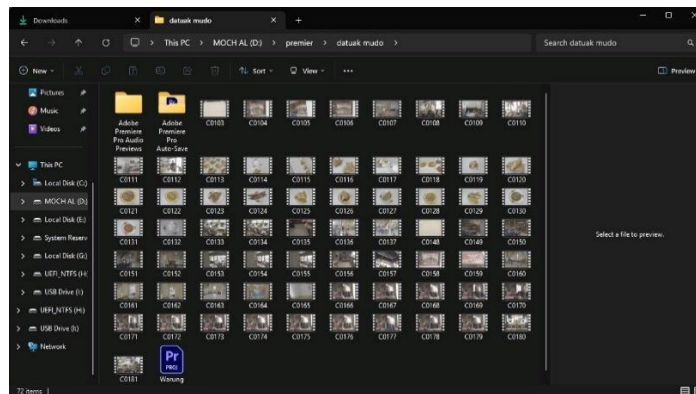 Downloads
datuak mudo
This PC > MOCH AL (D:) > premier > datuak mudo >
Search datuak mudo
New
Sort
View
Preview
Pictures
Music
Videos
This PC
Local Disk (C:)
MOCH AL (D:)
Local Disk (E:)
System Reserv
Local Disk (G:)
UEFI_NTFS (H:)
USB Drive (I:)
UEFI_NTFS (H:)
USB Drive (I:)
Network
Adobe
Premiere
Pro Audio
Previews
Adobe
Premiere
Pro
Auto-Save
C0103 C0104 C0105 C0106 C0107 C0108 C0109 C0110
C0111 C0112 C0113 C0114 C0115 C0116 C0117 C0118 C0119 C0120
C0121 C0122 C0123 C0124 C0125 C0126 C0127 C0128 C0129 C0130
C0131 C0132 C0133 C0134 C0135 C0136 C0137 C0148 C0149 C0150
C0151 C0152 C0153 C0154 C0155 C0156 C0157 C0158 C0159 C0160
C0161 C0162 C0163 C0164 C0165 C0166 C0167 C0168 C0169 C0170
C0171 C0172 C0173 C0174 C0175 C0176 C0177 C0178 C0179 C0180
Pr
PROJ
C0181 Warung
Select a file to preview.
72 items